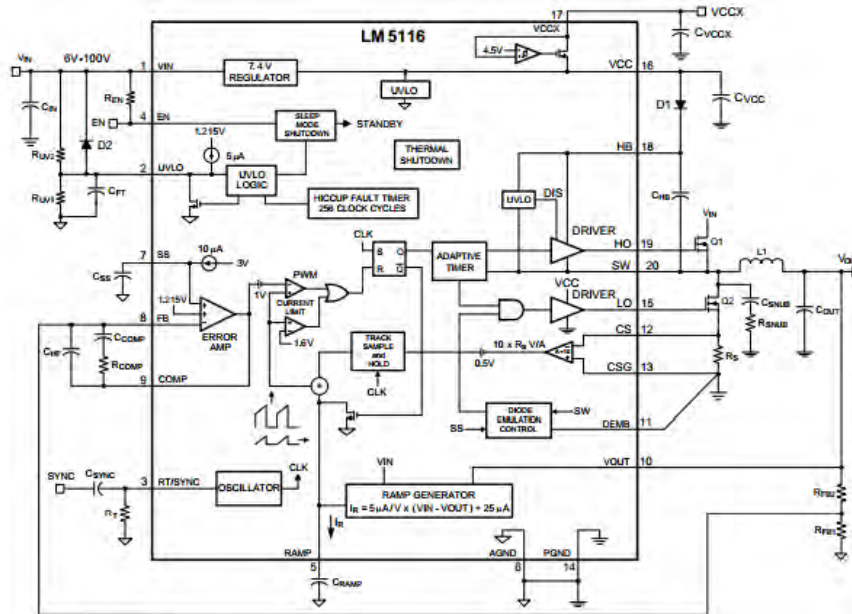 17
VCCX
VCCX
LM 5116
CVCCX
4.5V
VIN
6V-100V
1
VIN
7.4 V
REGULATOR
VCC
16
UVLO
D1
CVCC
CIN
REN
EN
4
EN
SLEEP
MODE
SHUTDOWN
STANDBY
D2
1.215V
5µA
THERMAL
SHUTDOWN
HB
18
RUV2
2
UVLO
UVLO
LOGIC
UVLO
DIS
CHB
RUV1
CFT
HICCUP FAULT TIMER
256 CLOCK CYCLES
VIN
CLK
DRIVER
HO
19
Q1
7
SS
10 µA
3V
S
Q
R
Q
ADAPTIVE
TIMER
SW
20
L1
CSS
PWM
1V
VCC
DRIVER
LO
15
Q2
CSNUB
COUT
1.215V
CURRENT
LIMIT
RSNUB
8
FB
ERROR
AMP
1.6V
CS
12
CHF
CCOMP
TRACK
SAMPLE
and
HOLD
10 x RS V/A
A=10
RS
RCOMP
0.5V
CSG
13
9
COMP
+
CLK
DIODE
EMULATION
CONTROL
SW
SS
DEMB
11
VIN
VOUT
10
SYNC
CSYNC
3
RT/SYNC
OSCILLATOR
CLK
RT
RAMP GENERATOR
IR = 5µA/V x (VIN - VOUT) + 25µA
IR
RFB2
RFB1
RAMP
5
CRAMP
AGND
6
PGND
14